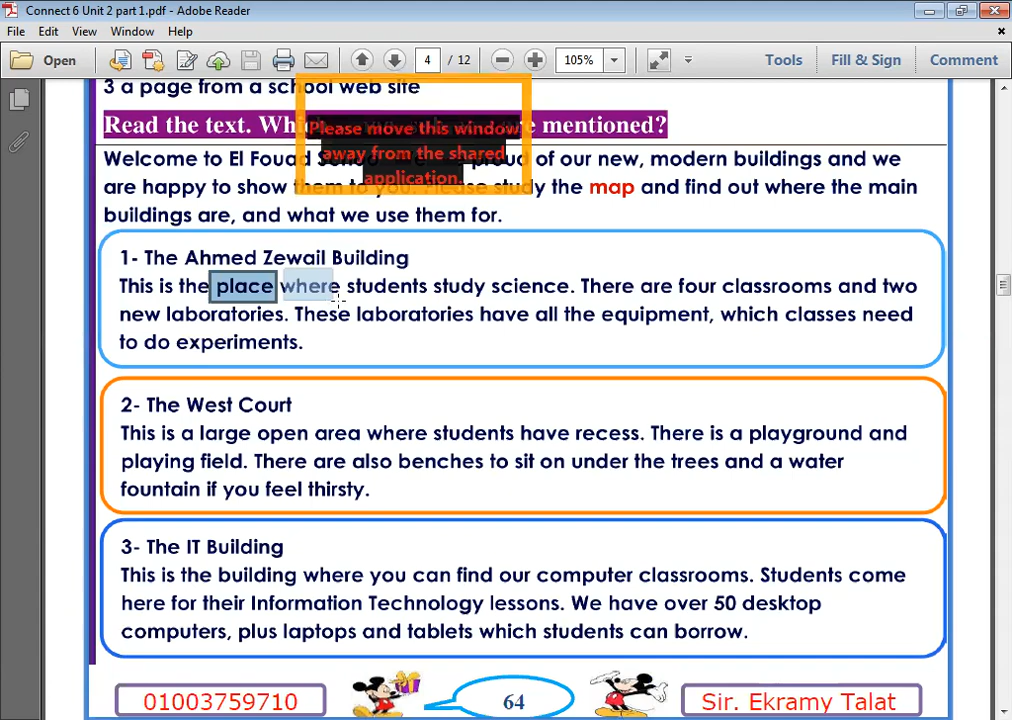 Connect 6 Unit 2 part 1.pdf - Adobe Reader
File Edit View Window Help
Open 4 / 12 105% Tools Fill & Sign Comment
3 a page from a school web site
Read the text. Whi e mentioned?
Please move this window
away from the shared
application.
Welcome to El Fouad proud of our new, modern buildings and we
are happy to show them to you. Please study the map and find out where the main
buildings are, and what we use them for.
1- The Ahmed Zewail Building
This is the place where students study science. There are four classrooms and two
new laboratories. These laboratories have all the equipment, which classes need
to do experiments.
2- The West Court
This is a large open area where students have recess. There is a playground and
playing field. There are also benches to sit on under the trees and a water
fountain if you feel thirsty.
3- The IT Building
This is the building where you can find our computer classrooms. Students come
here for their Information Technology lessons. We have over 50 desktop
computers, plus laptops and tablets which students can borrow.
01003759710 64 Sir. Ekramy Talat